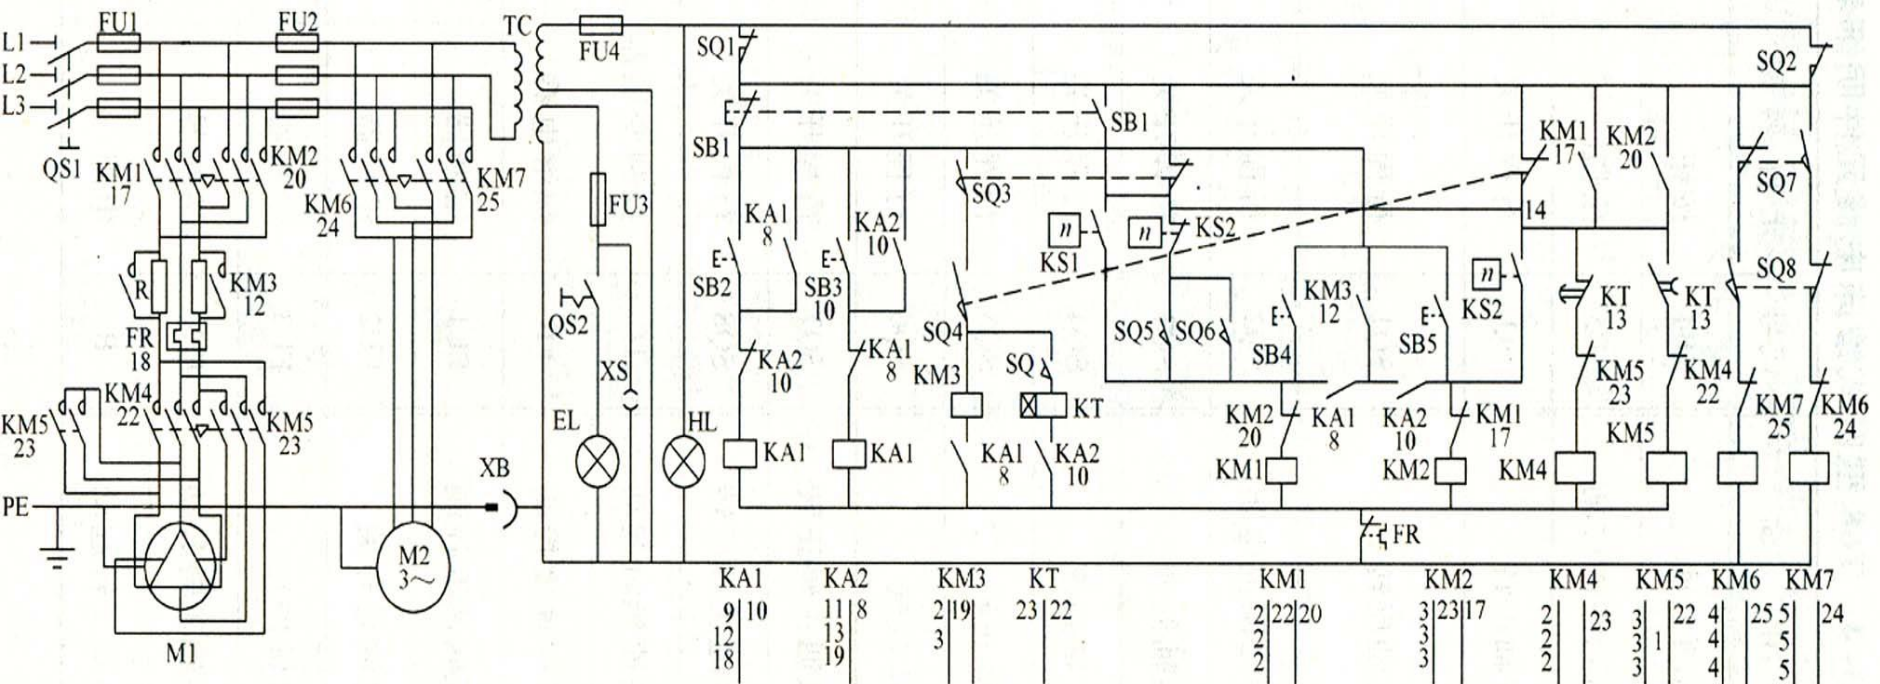 FU1
FU2
TC
FU4
L1
L2
L3
QS1
SQ1
SQ2
SB1
SB1
KM1
17
KM2
20
KM6
24
KM7
25
FU3
SQ3
KA1
8
KA2
10
n
KS1
n
KS2
14
KM1
17
KM2
20
SQ7
SQ8
R
KM3
12
FR
18
QS2
XS
SB2
SB3
10
SQ4
SQ5
SQ6
SB4
KM3
12
SB5
n
KS2
KT
13
KT
13
KM5
23
KM4
22
KM5
23
EL
HL
KA2
10
KA1
8
KM3
SQ
KT
KM2
20
KA1
8
KA2
10
KM1
17
KM5
23
KM4
22
KM7
25
KM6
24
KA1
KA1
KA1
8
KA2
10
KM1
KM2
KM4
KM5
PE
XB
M1
M2
3~
FR
KA1
KA2
KM3
KT
KM1
KM2
KM4
KM5
KM6
KM7
9 10
12
18
11 8
13
19
2 19
3
23 22
2 22 20
2
2
3 23 17
3
3
2 23
2
2
3 22
3 1
3
4 25
4
4
5 24
5
5